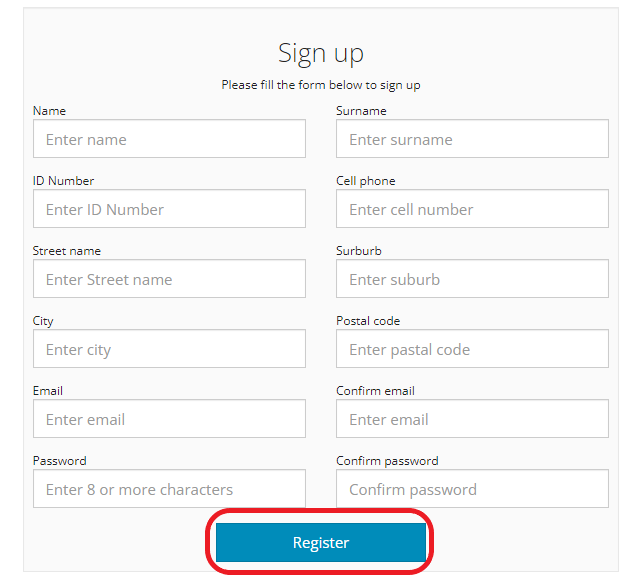 Sign up
Please fill the form below to sign up
Name Surname
Enter name Enter surname
ID Number Cell phone
Enter ID Number Enter cell number
Street name Surburb
Enter Street name Enter suburb
City Postal code
Enter city Enter pastal code
Email Confirm email
Enter email Enter email
Password Confirm password
Enter 8 or more characters Confirm password
Register